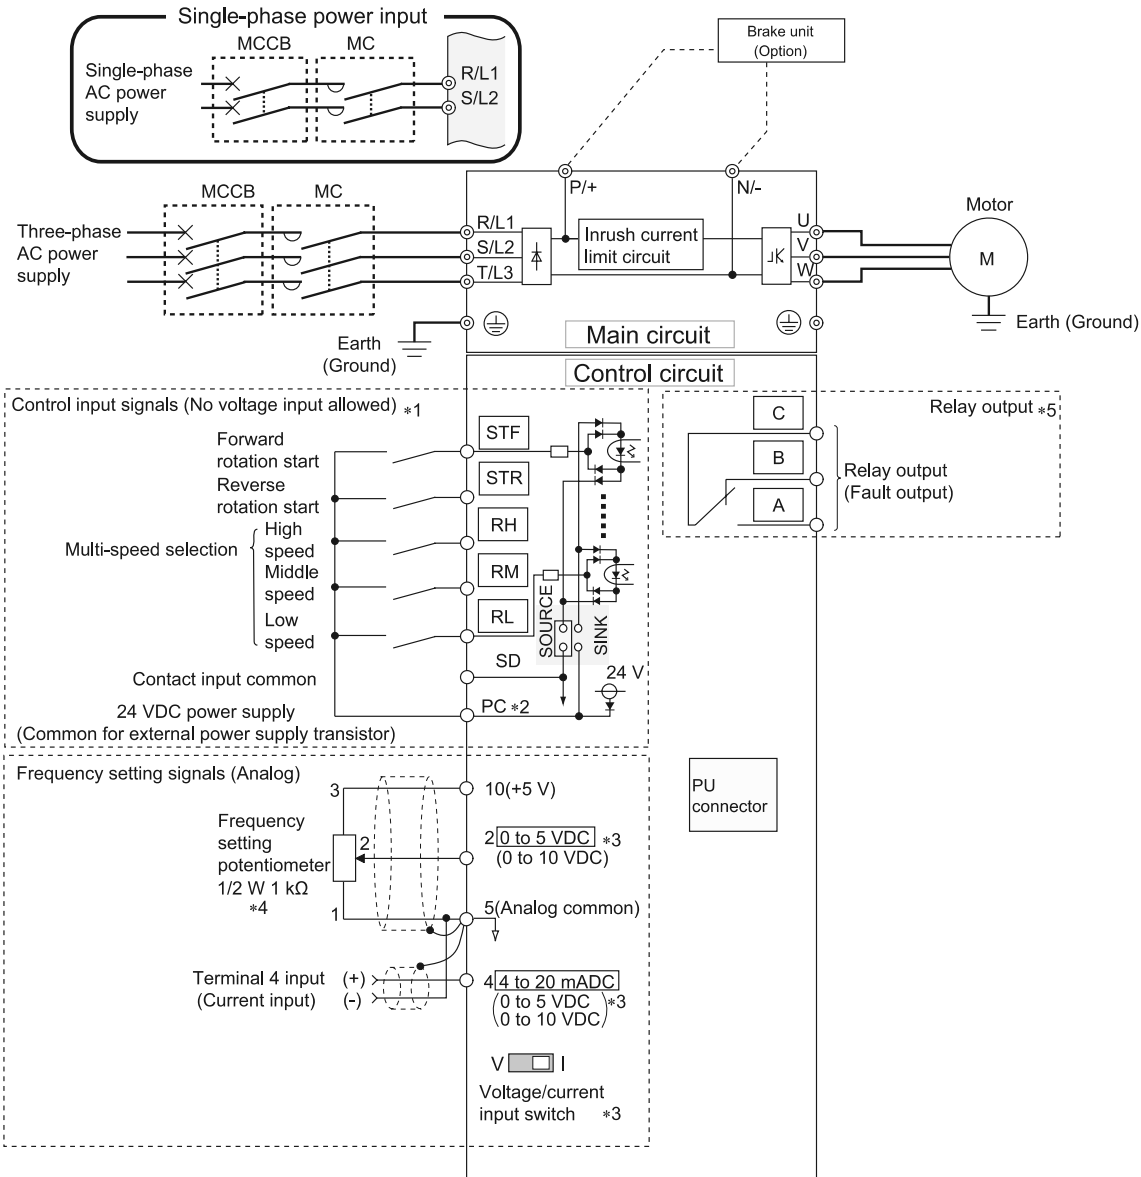 Single-phase power input
MCCB
MC
Single-phase
AC power
supply
R/L1
S/L2
Brake unit
(Option)
P/+
N/-
MCCB
MC
Three-phase
AC power
supply
R/L1
S/L2
T/L3
Inrush current
limit circuit
U
V
W
Motor
M
Earth
(Ground)
Main circuit
Earth (Ground)
Control circuit
Control input signals (No voltage input allowed) *1
Forward
rotation start
Reverse
rotation start
Multi-speed selection
High
speed
Middle
speed
Low
speed
STF
STR
RH
RM
RL
SOURCE
SINK
SD
Contact input common
24 V
24 VDC power supply
(Common for external power supply transistor)
PC *2
Relay output *5
C
B
A
Relay output
(Fault output)
Frequency setting signals (Analog)
3
10(+5 V)
Frequency
setting
potentiometer
1/2 W 1 kΩ
*4
2
2 0 to 5 VDC *3
(0 to 10 VDC)
1
5(Analog common)
Terminal 4 input
(Current input)
(+)
(-)
4 4 to 20 mADC
(0 to 5 VDC
0 to 10 VDC) *3
V
I
Voltage/current
input switch *3
PU
connector